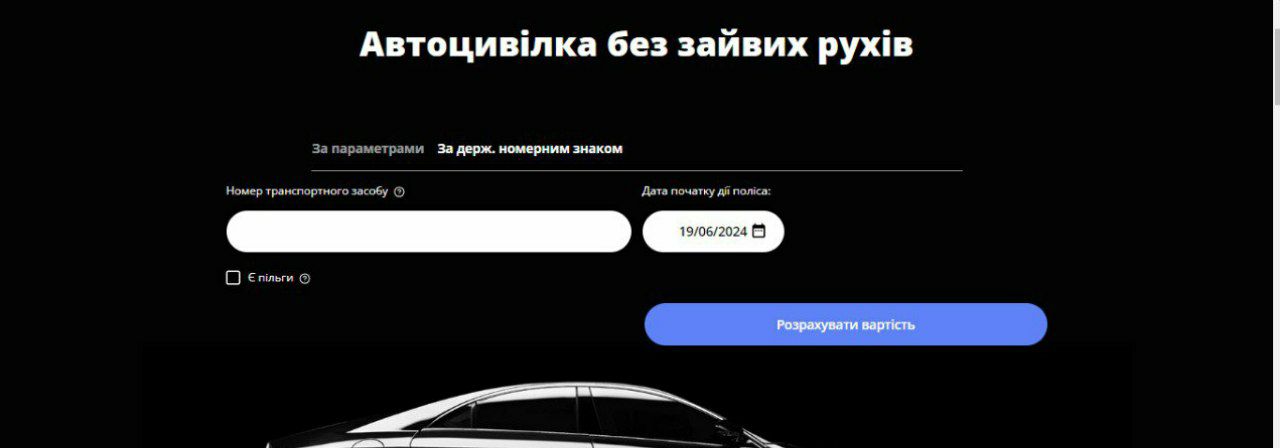 Автоцивілка без зайвих рухів
За параметрами За держ. номерним знаком
Номер транспортного засобу Дата початку дії поліса:
19/06/2024
Є пільги
Розрахувати вартість